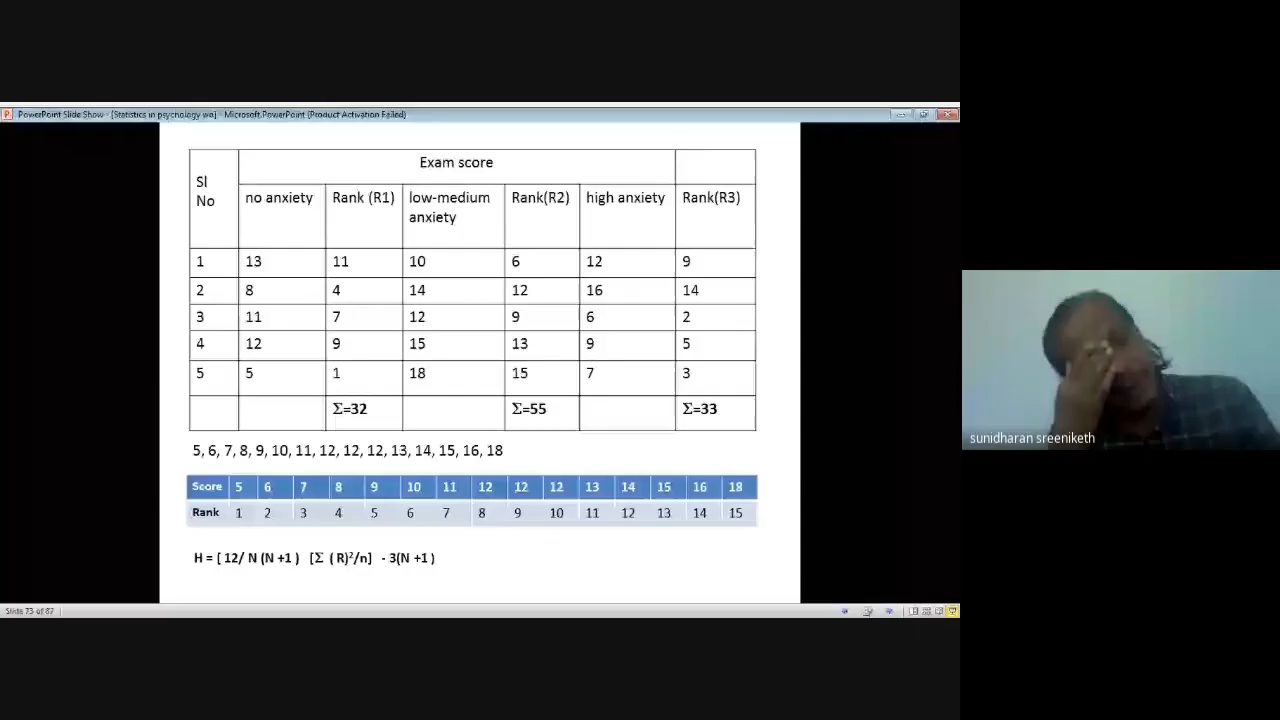 PowerPoint Slide Show - [Statistics in psychology wo] - Microsoft PowerPoint (Product Activation Failed)
Exam score
Sl No
no anxiety Rank (R1) low-medium anxiety Rank(R2) high anxiety Rank(R3)
1 13 11 10 6 12 9
2 8 4 14 12 16 14
3 11 7 12 9 6 2
4 12 9 15 13 9 5
5 5 1 18 15 7 3
Σ=32 Σ=55 Σ=33
5, 6, 7, 8, 9, 10, 11, 12, 12, 12, 13, 14, 15, 16, 18
Score 5 6 7 8 9 10 11 12 12 12 13 14 15 16 18
Rank 1 2 3 4 5 6 7 8 9 10 11 12 13 14 15
H = [ 12/ N (N +1 ) [Σ ( R)²/n] - 3(N +1 )
Slide 73 of 87
sunidharan sreeniketh